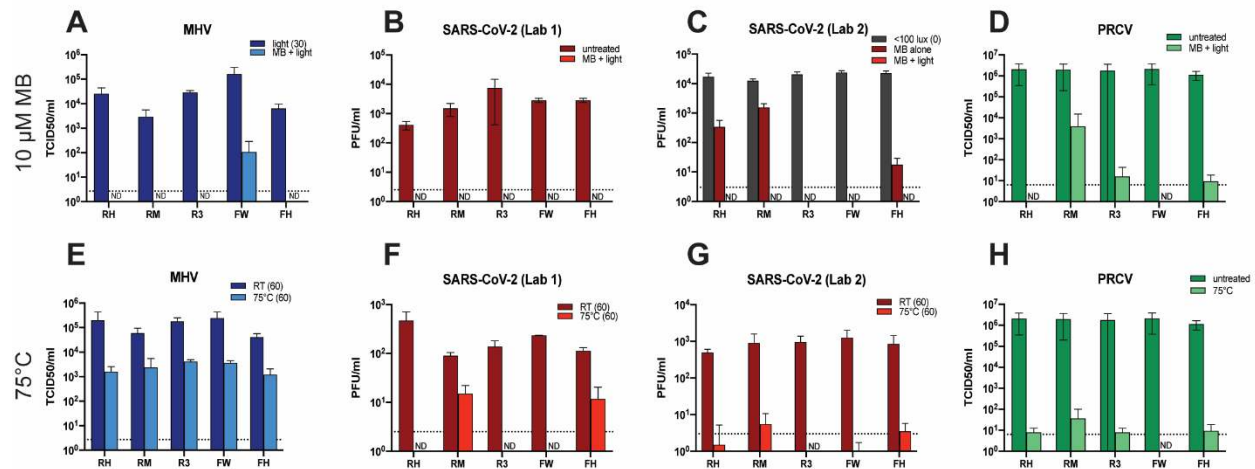 10 µM MB
A
MHV
light (30)
MB + light
TCID50/ml
10⁶
10⁵
10⁴
10³
10²
10¹
10⁰
ND ND ND ND
RH RM R3 FW FH
B
SARS-CoV-2 (Lab 1)
untreated
MB + light
PFU/ml
10⁵
10⁴
10³
10²
10¹
10⁰
ND ND ND ND ND
RH RM R3 FW FH
C
SARS-CoV-2 (Lab 2)
<100 lux (0)
MB alone
MB + light
PFU/ml
10⁵
10⁴
10³
10²
10¹
10⁰
ND ND ND ND ND
RH RM R3 FW FH
D
PRCV
untreated
MB + light
TCID50/ml
10⁷
10⁶
10⁵
10⁴
10³
10²
10¹
10⁰
ND ND
RH RM R3 FW FH
75°C
E
MHV
RT (60)
75°C (60)
TCID50/ml
10⁶
10⁵
10⁴
10³
10²
10¹
10⁰
RH RM R3 FW FH
F
SARS-CoV-2 (Lab 1)
RT (60)
75°C (60)
PFU/ml
10³
10²
10¹
10⁰
ND ND ND
RH RM R3 FW FH
G
SARS-CoV-2 (Lab 2)
RT (60)
75°C (60)
PFU/ml
10⁴
10³
10²
10¹
10⁰
ND
RH RM R3 FW FH
H
PRCV
untreated
75°C
TCID50/ml
10⁷
10⁶
10⁵
10⁴
10³
10²
10¹
10⁰
ND
RH RM R3 FW FH